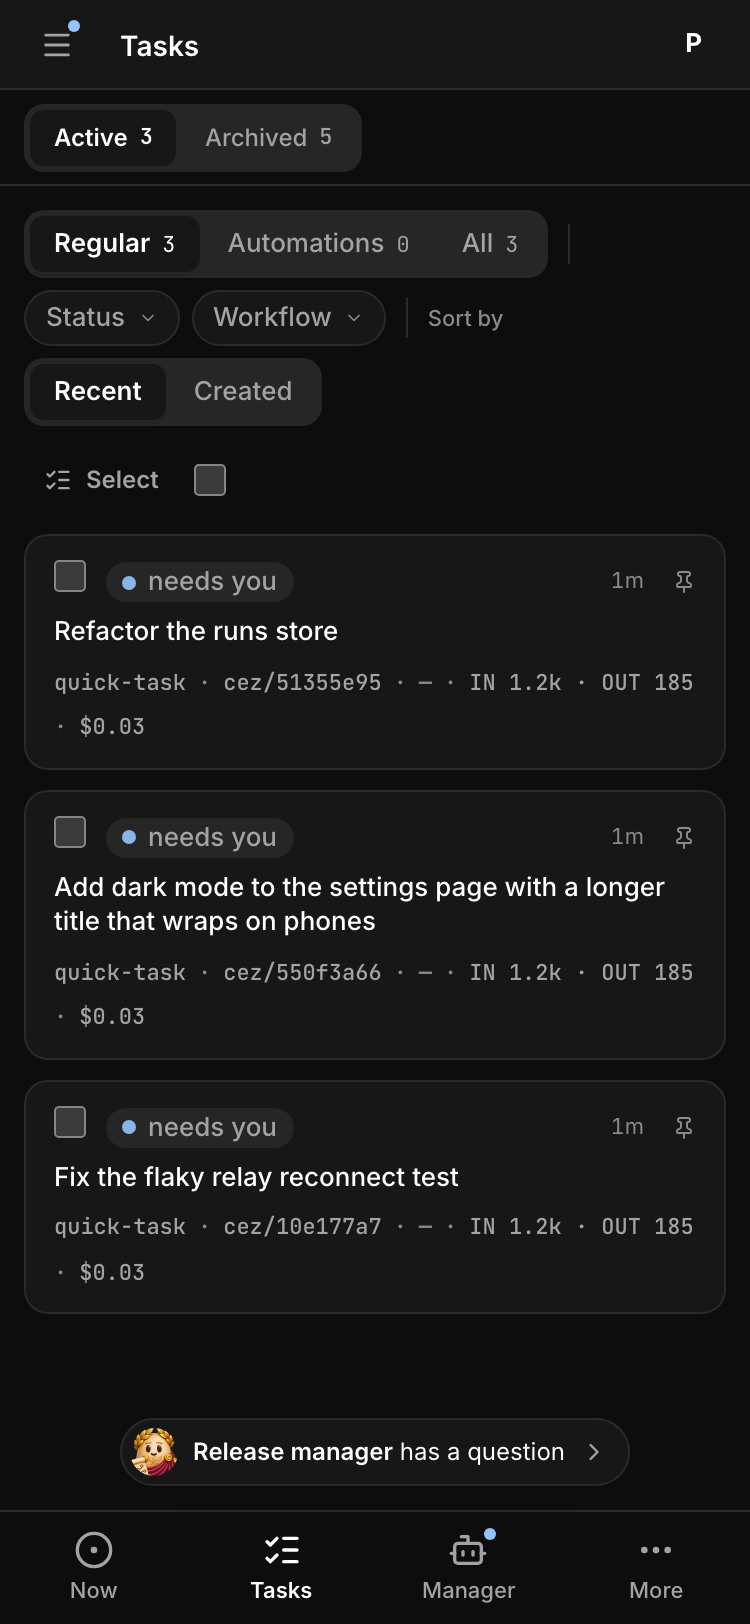 Tasks
P
Active 3 Archived 5
Regular 3 Automations 0 All 3
Status Workflow Sort by
Recent Created
Select
needs you 1m
Refactor the runs store
quick-task · cez/51355e95 · — · IN 1.2k · OUT 185
· $0.03
needs you 1m
Add dark mode to the settings page with a longer
title that wraps on phones
quick-task · cez/550f3a66 · — · IN 1.2k · OUT 185
· $0.03
needs you 1m
Fix the flaky relay reconnect test
quick-task · cez/10e177a7 · — · IN 1.2k · OUT 185
· $0.03
Release manager has a question
Now Tasks Manager More